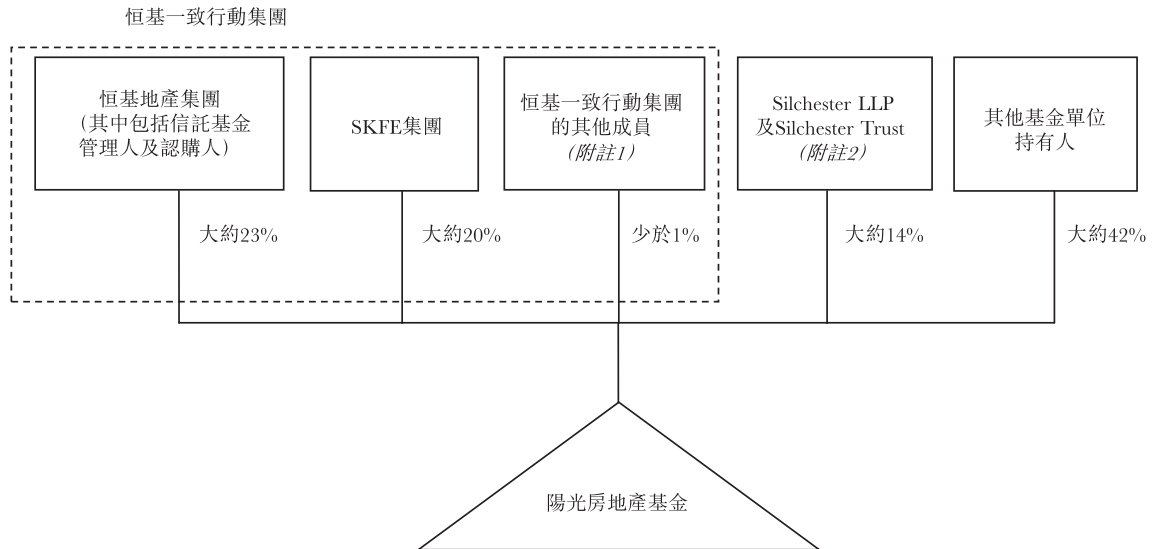 恒基一致行動集團
恒基地產集團
（其中包括信託基金
管理人及認購人）
SKFE集團
恒基一致行動集團
的其他成員
（附註1）
Silchester LLP
及Silchester Trust
（附註2）
其他基金單位
持有人
大約23%
大約20%
少於1%
大約14%
大約42%
陽光房地產基金